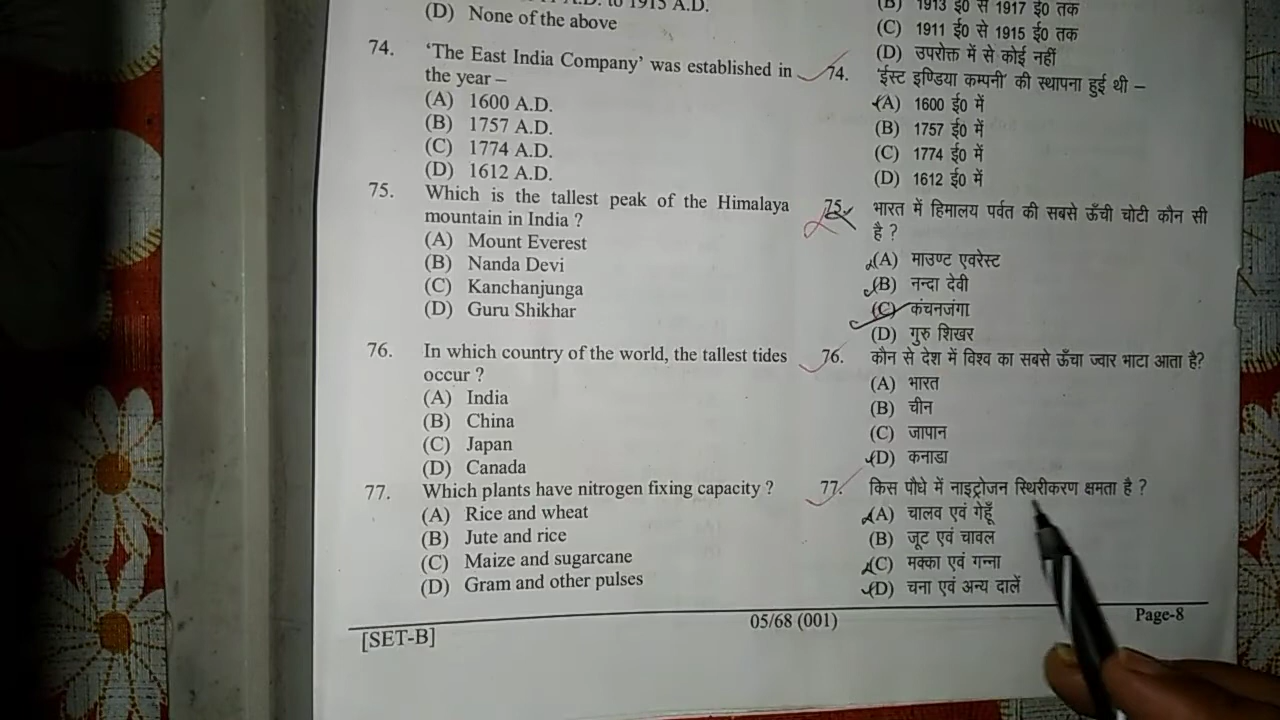 to 1915 A.D.
(D) None of the above
74. ‘The East India Company’ was established in
the year –
(A) 1600 A.D.
(B) 1757 A.D.
(C) 1774 A.D.
(D) 1612 A.D.
75. Which is the tallest peak of the Himalaya
mountain in India ?
(A) Mount Everest
(B) Nanda Devi
(C) Kanchanjunga
(D) Guru Shikhar
76. In which country of the world, the tallest tides
occur ?
(A) India
(B) China
(C) Japan
(D) Canada
77. Which plants have nitrogen fixing capacity ?
(A) Rice and wheat
(B) Jute and rice
(C) Maize and sugarcane
(D) Gram and other pulses
(B) 1913 ई0 से 1917 ई0 तक
(C) 1911 ई0 से 1915 ई0 तक
(D) उपरोक्त में से कोई नहीं
74. ‘ईस्ट इण्डिया कम्पनी’ की स्थापना हुई थी –
(A) 1600 ई0 में
(B) 1757 ई0 में
(C) 1774 ई0 में
(D) 1612 ई0 में
75. भारत में हिमालय पर्वत की सबसे ऊँची चोटी कौन सी
है ?
(A) माउण्ट एवरेस्ट
(B) नन्दा देवी
(C) कंचनजंगा
(D) गुरु शिखर
76. कौन से देश में विश्व का सबसे ऊँचा ज्वार भाटा आता है?
(A) भारत
(B) चीन
(C) जापान
(D) कनाडा
77. किस पौधे में नाइट्रोजन स्थिरीकरण क्षमता है ?
(A) चालव एवं गेहूँ
(B) जूट एवं चावल
(C) मक्का एवं गन्ना
(D) चना एवं अन्य दालें
[SET-B] 05/68 (001) Page-8